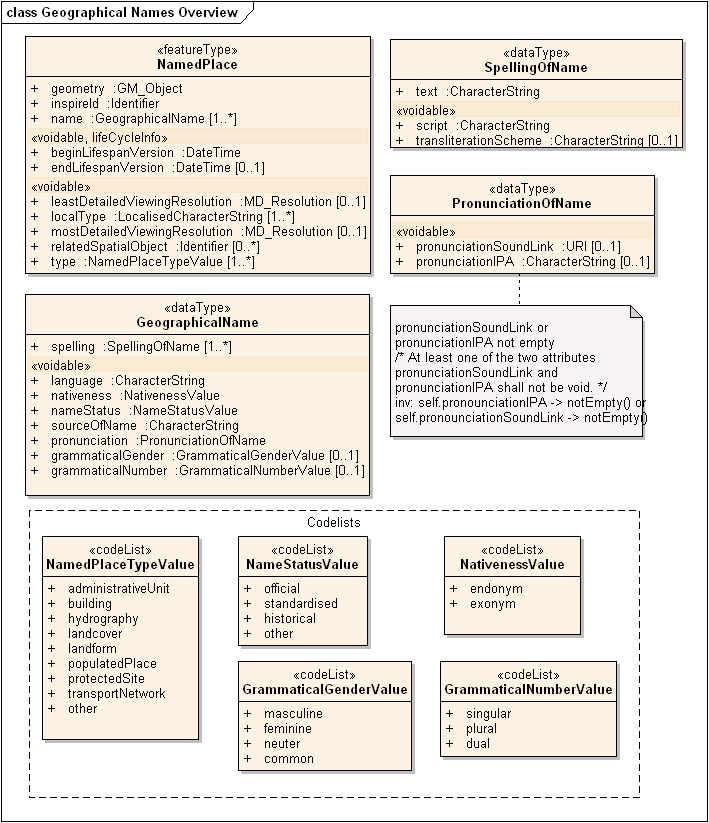 class Geographical Names Overview
«featureType»
NamedPlace
+ geometry :GM_Object
+ inspireId :Identifier
+ name :GeographicalName [1..*]
«voidable, lifeCycleInfo»
+ beginLifespanVersion :DateTime
+ endLifespanVersion :DateTime [0..1]
«voidable»
+ leastDetailedViewingResolution :MD_Resolution [0..1]
+ localType :LocalisedCharacterString [1..*]
+ mostDetailedViewingResolution :MD_Resolution [0..1]
+ relatedSpatialObject :Identifier [0..*]
+ type :NamedPlaceTypeValue [1..*]
«dataType»
SpellingOfName
+ text :CharacterString
«voidable»
+ script :CharacterString
+ transliterationScheme :CharacterString [0..1]
«dataType»
PronunciationOfName
«voidable»
+ pronunciationSoundLink :URI [0..1]
+ pronunciationIPA :CharacterString [0..1]
«dataType»
GeographicalName
+ spelling :SpellingOfName [1..*]
«voidable»
+ language :CharacterString
+ nativeness :NativenessValue
+ nameStatus :NameStatusValue
+ sourceOfName :CharacterString
+ pronunciation :PronunciationOfName
+ grammaticalGender :GrammaticalGenderValue [0..1]
+ grammaticalNumber :GrammaticalNumberValue [0..1]
pronunciationSoundLink or
pronunciationIPA not empty
/* At least one of the two attributes
pronunciationSoundLink and
pronunciationIPA shall not be void. */
inv: self.pronounciationIPA -> notEmpty() or
self.pronounciationSoundLink -> notEmpty()
Codelists
«codeList»
NamedPlaceTypeValue
+ administrativeUnit
+ building
+ hydrography
+ landcover
+ landform
+ populatedPlace
+ protectedSite
+ transportNetwork
+ other
«codeList»
NameStatusValue
+ official
+ standardised
+ historical
+ other
«codeList»
NativenessValue
+ endonym
+ exonym
«codeList»
GrammaticalGenderValue
+ masculine
+ feminine
+ neuter
+ common
«codeList»
GrammaticalNumberValue
+ singular
+ plural
+ dual